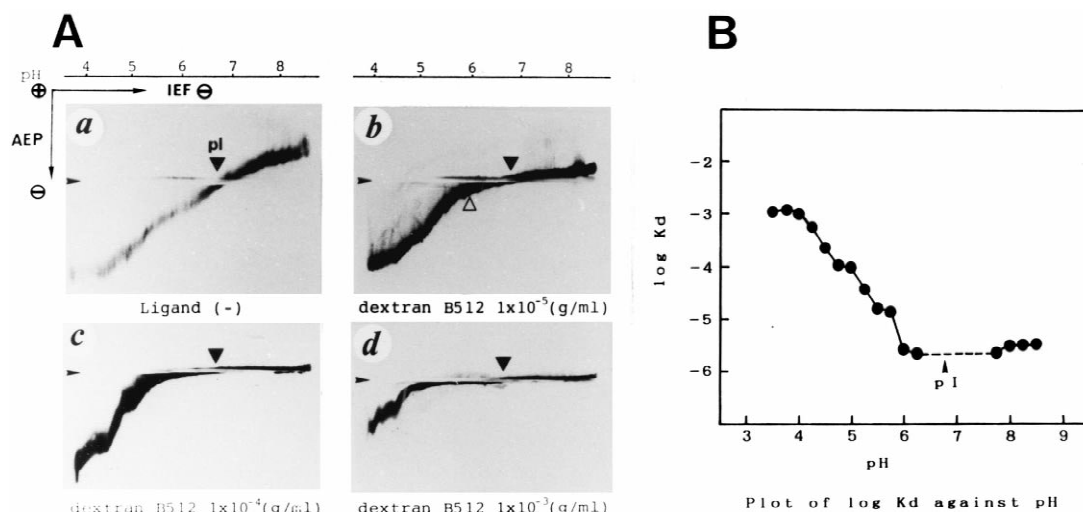 A
pH 4 5 6 7 8
⊕ IEF ⊖
AEP
⊖
a
pI
Ligand (-)
4 5 6 7 8
b
dextran B512 1x10⁻⁵(g/ml)
c
dextran B512 1x10⁻⁴(g/ml)
d
dextran B512 1x10⁻³(g/ml)
B
log Kd
-2
-3
-4
-5
-6
pI
3 4 5 6 7 8 9
pH
Plot of log Kd against pH